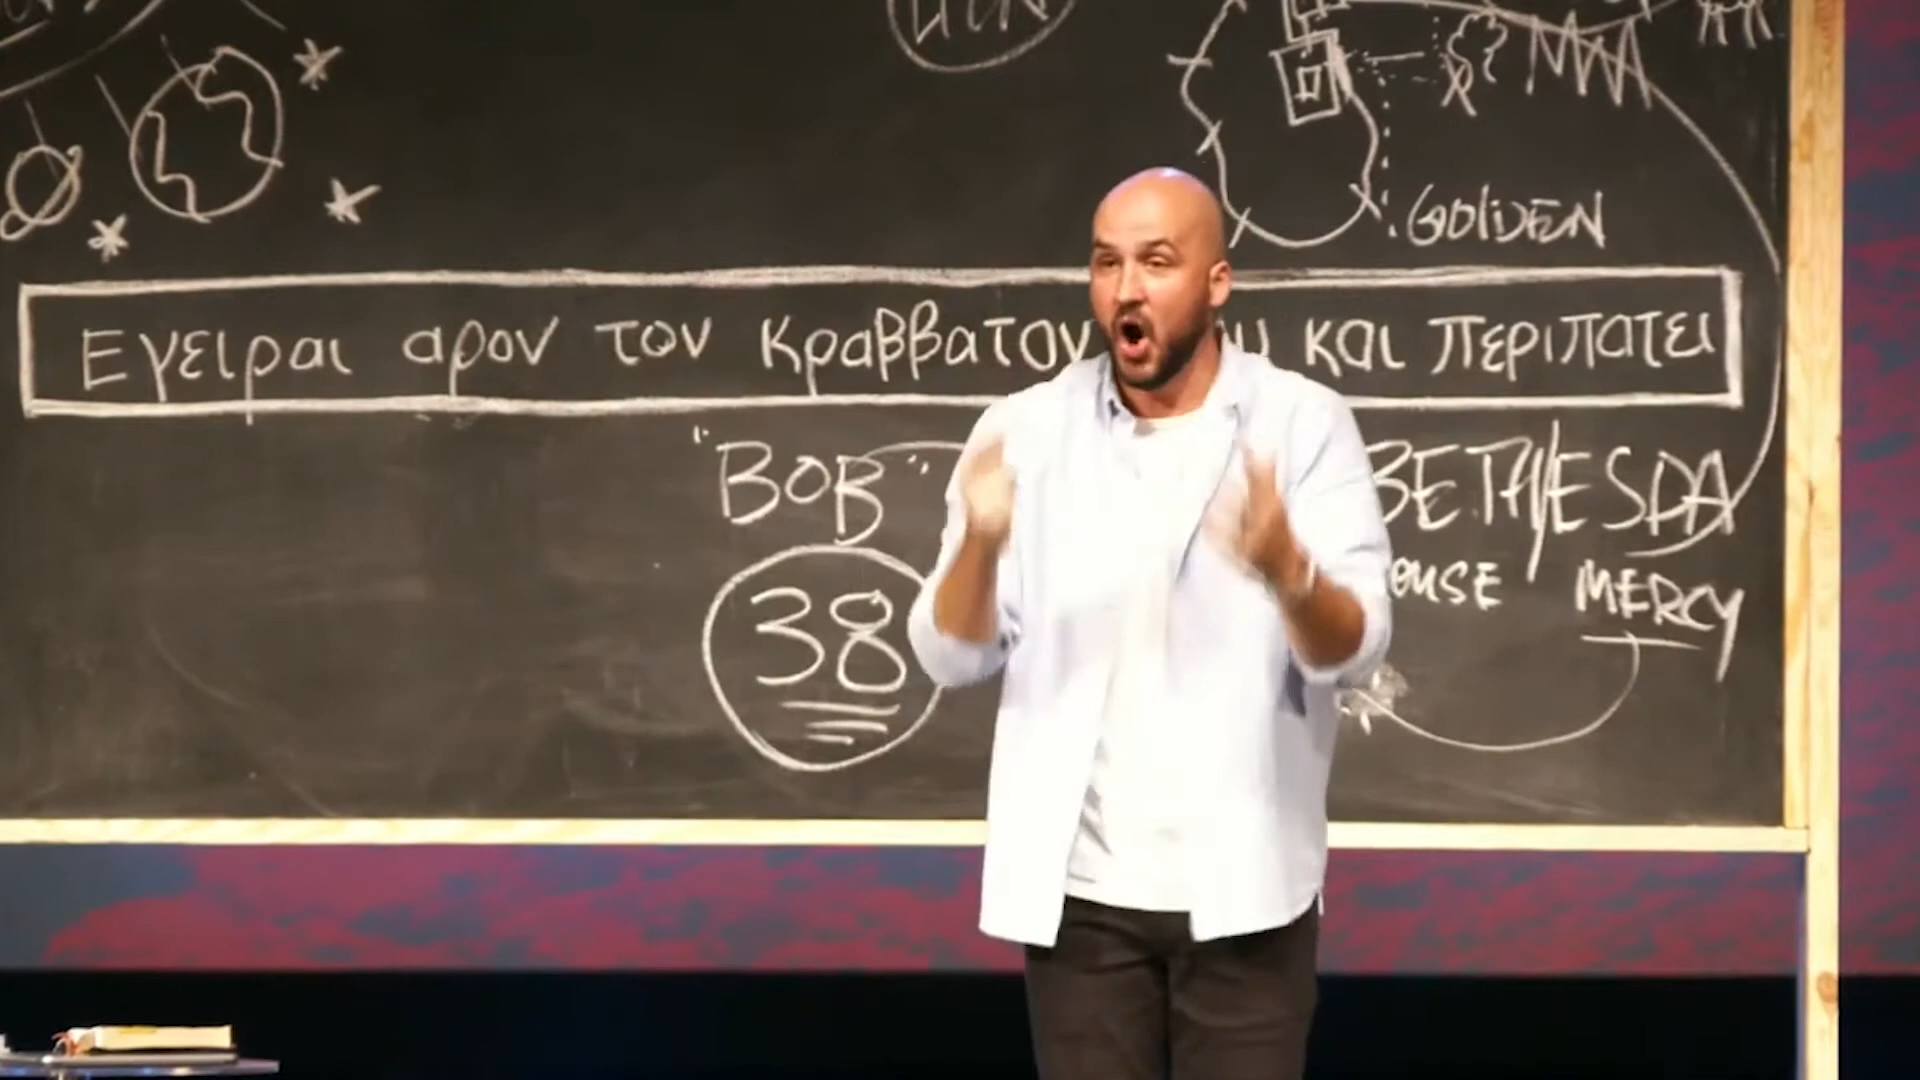 GOLDEN
Εγειραι αρον τον κραββατον και περιπατει
"BOB" BETHESDA
38 MERCY